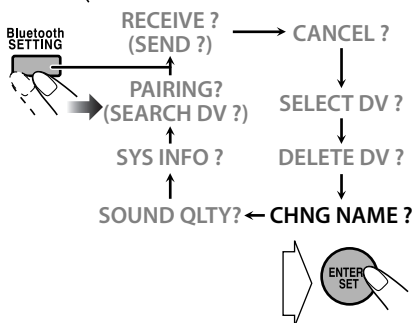 RECEIVE ?
(SEND ?)
CANCEL ?
Bluetooth
SETTING
PAIRING?
(SEARCH DV ?)
SELECT DV ?
SYS INFO ?
DELETE DV ?
SOUND QLTY?
CHNG NAME ?
ENTER
SET